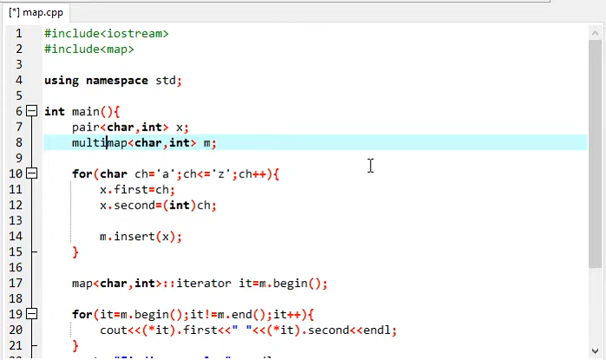 [*] map.cpp
1 #include<iostream>
2 #include<map>
3
4 using namespace std;
5
6 int main(){
7 pair<char,int> x;
8 multimap<char,int> m;
9
10 for(char ch='a';ch<='z';ch++){
11 x.first=ch;
12 x.second=(int)ch;
13
14 m.insert(x);
15 }
16
17 map<char,int>::iterator it=m.begin();
18
19 for(it=m.begin();it!=m.end();it++){
20 cout<<(*it).first<<" "<<(*it).second<<endl;
21 }